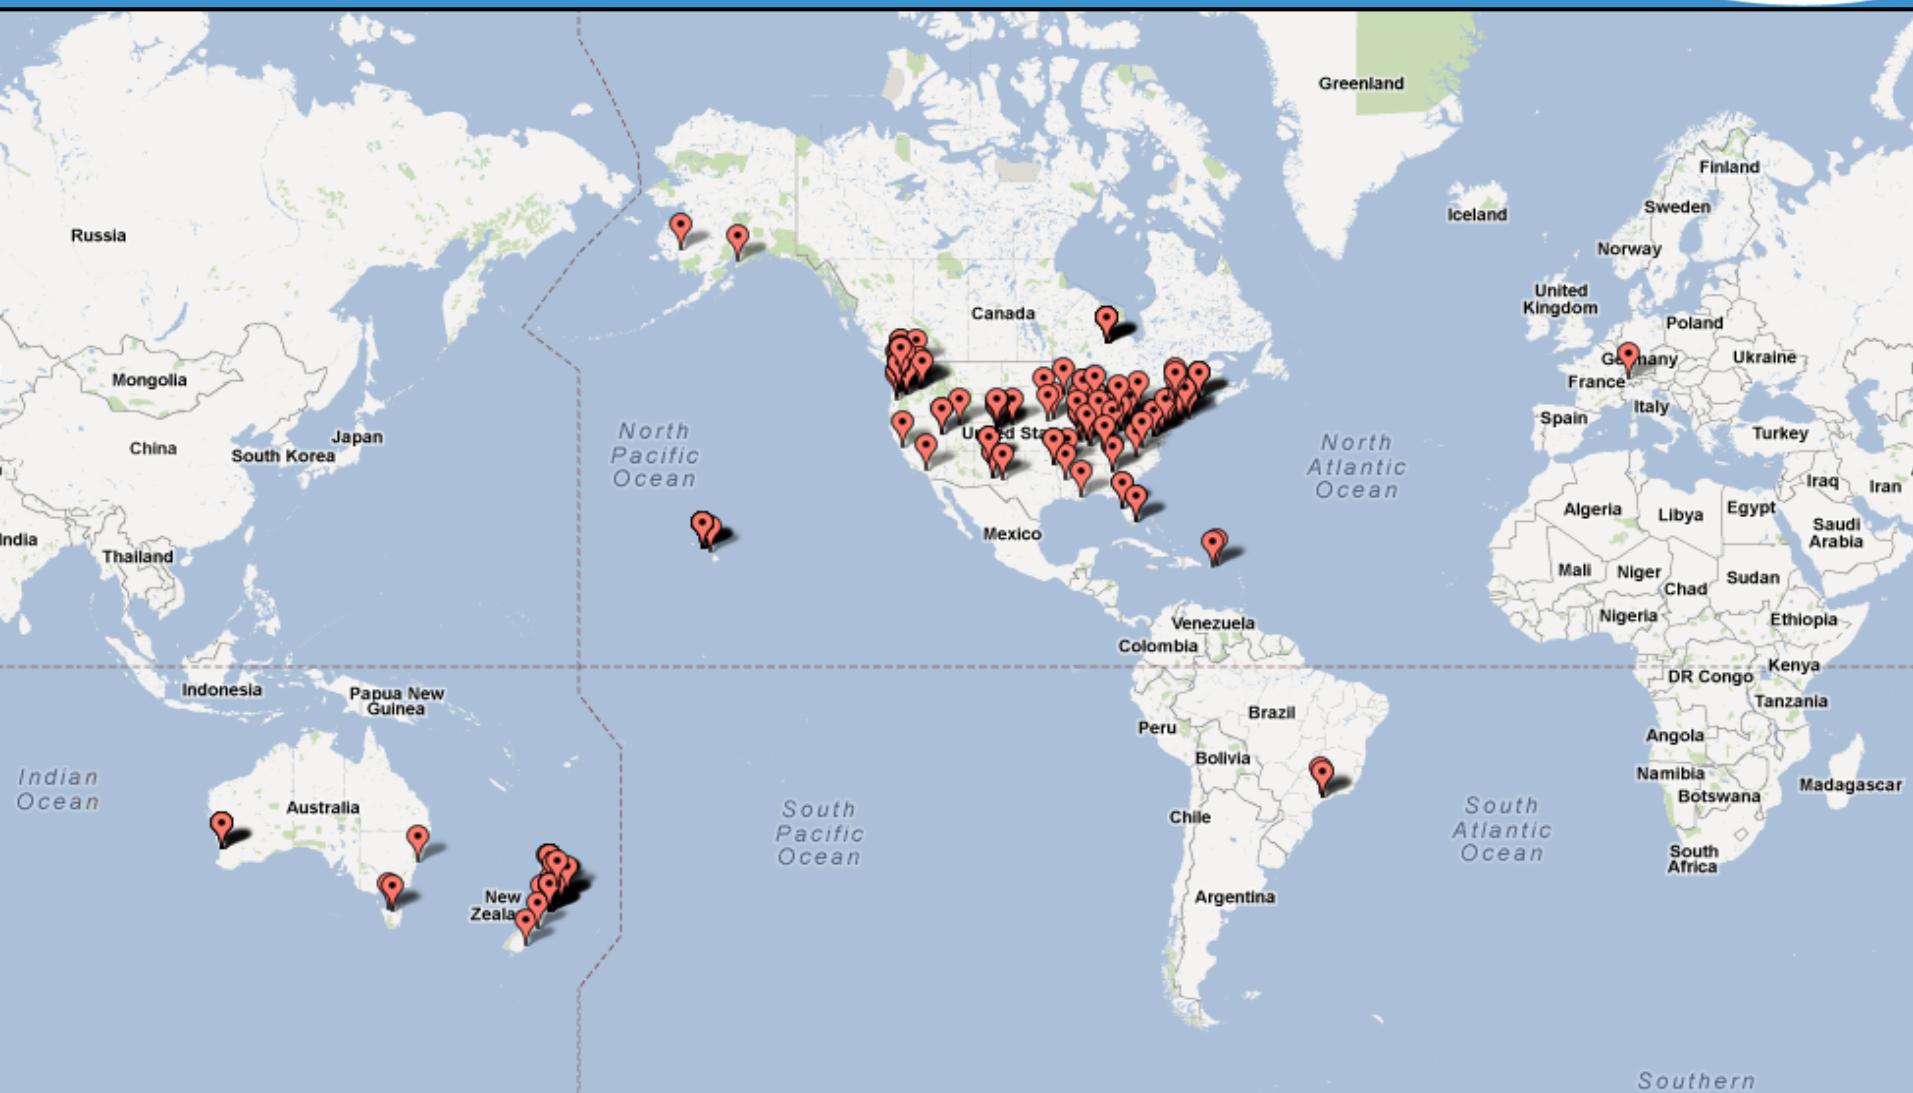 Greenland
Finland
Sweden
Iceland
Norway
Russia
United
Kingdom
Canada
Poland
Germany
Ukraine
France
Mongolia
Italy
Spain
Turkey
United Sta
North
Pacific
Ocean
Japan
China
South Korea
North
Atlantic
Ocean
Iraq
Iran
Algeria
Libya
Egypt
Saudi
Arabia
Mexico
India
Thailand
Mali
Niger
Chad
Sudan
Nigeria
Ethiopia
Venezuela
Colombia
Kenya
DR Congo
Tanzania
Indonesia
Papua New
Guinea
Brazil
Peru
Angola
Bolivia
Namibia
Botswana
Madagascar
Indian
Ocean
Australia
South
Pacific
Ocean
Chile
South
Atlantic
Ocean
South
Africa
New
Zeala
Argentina
Southern